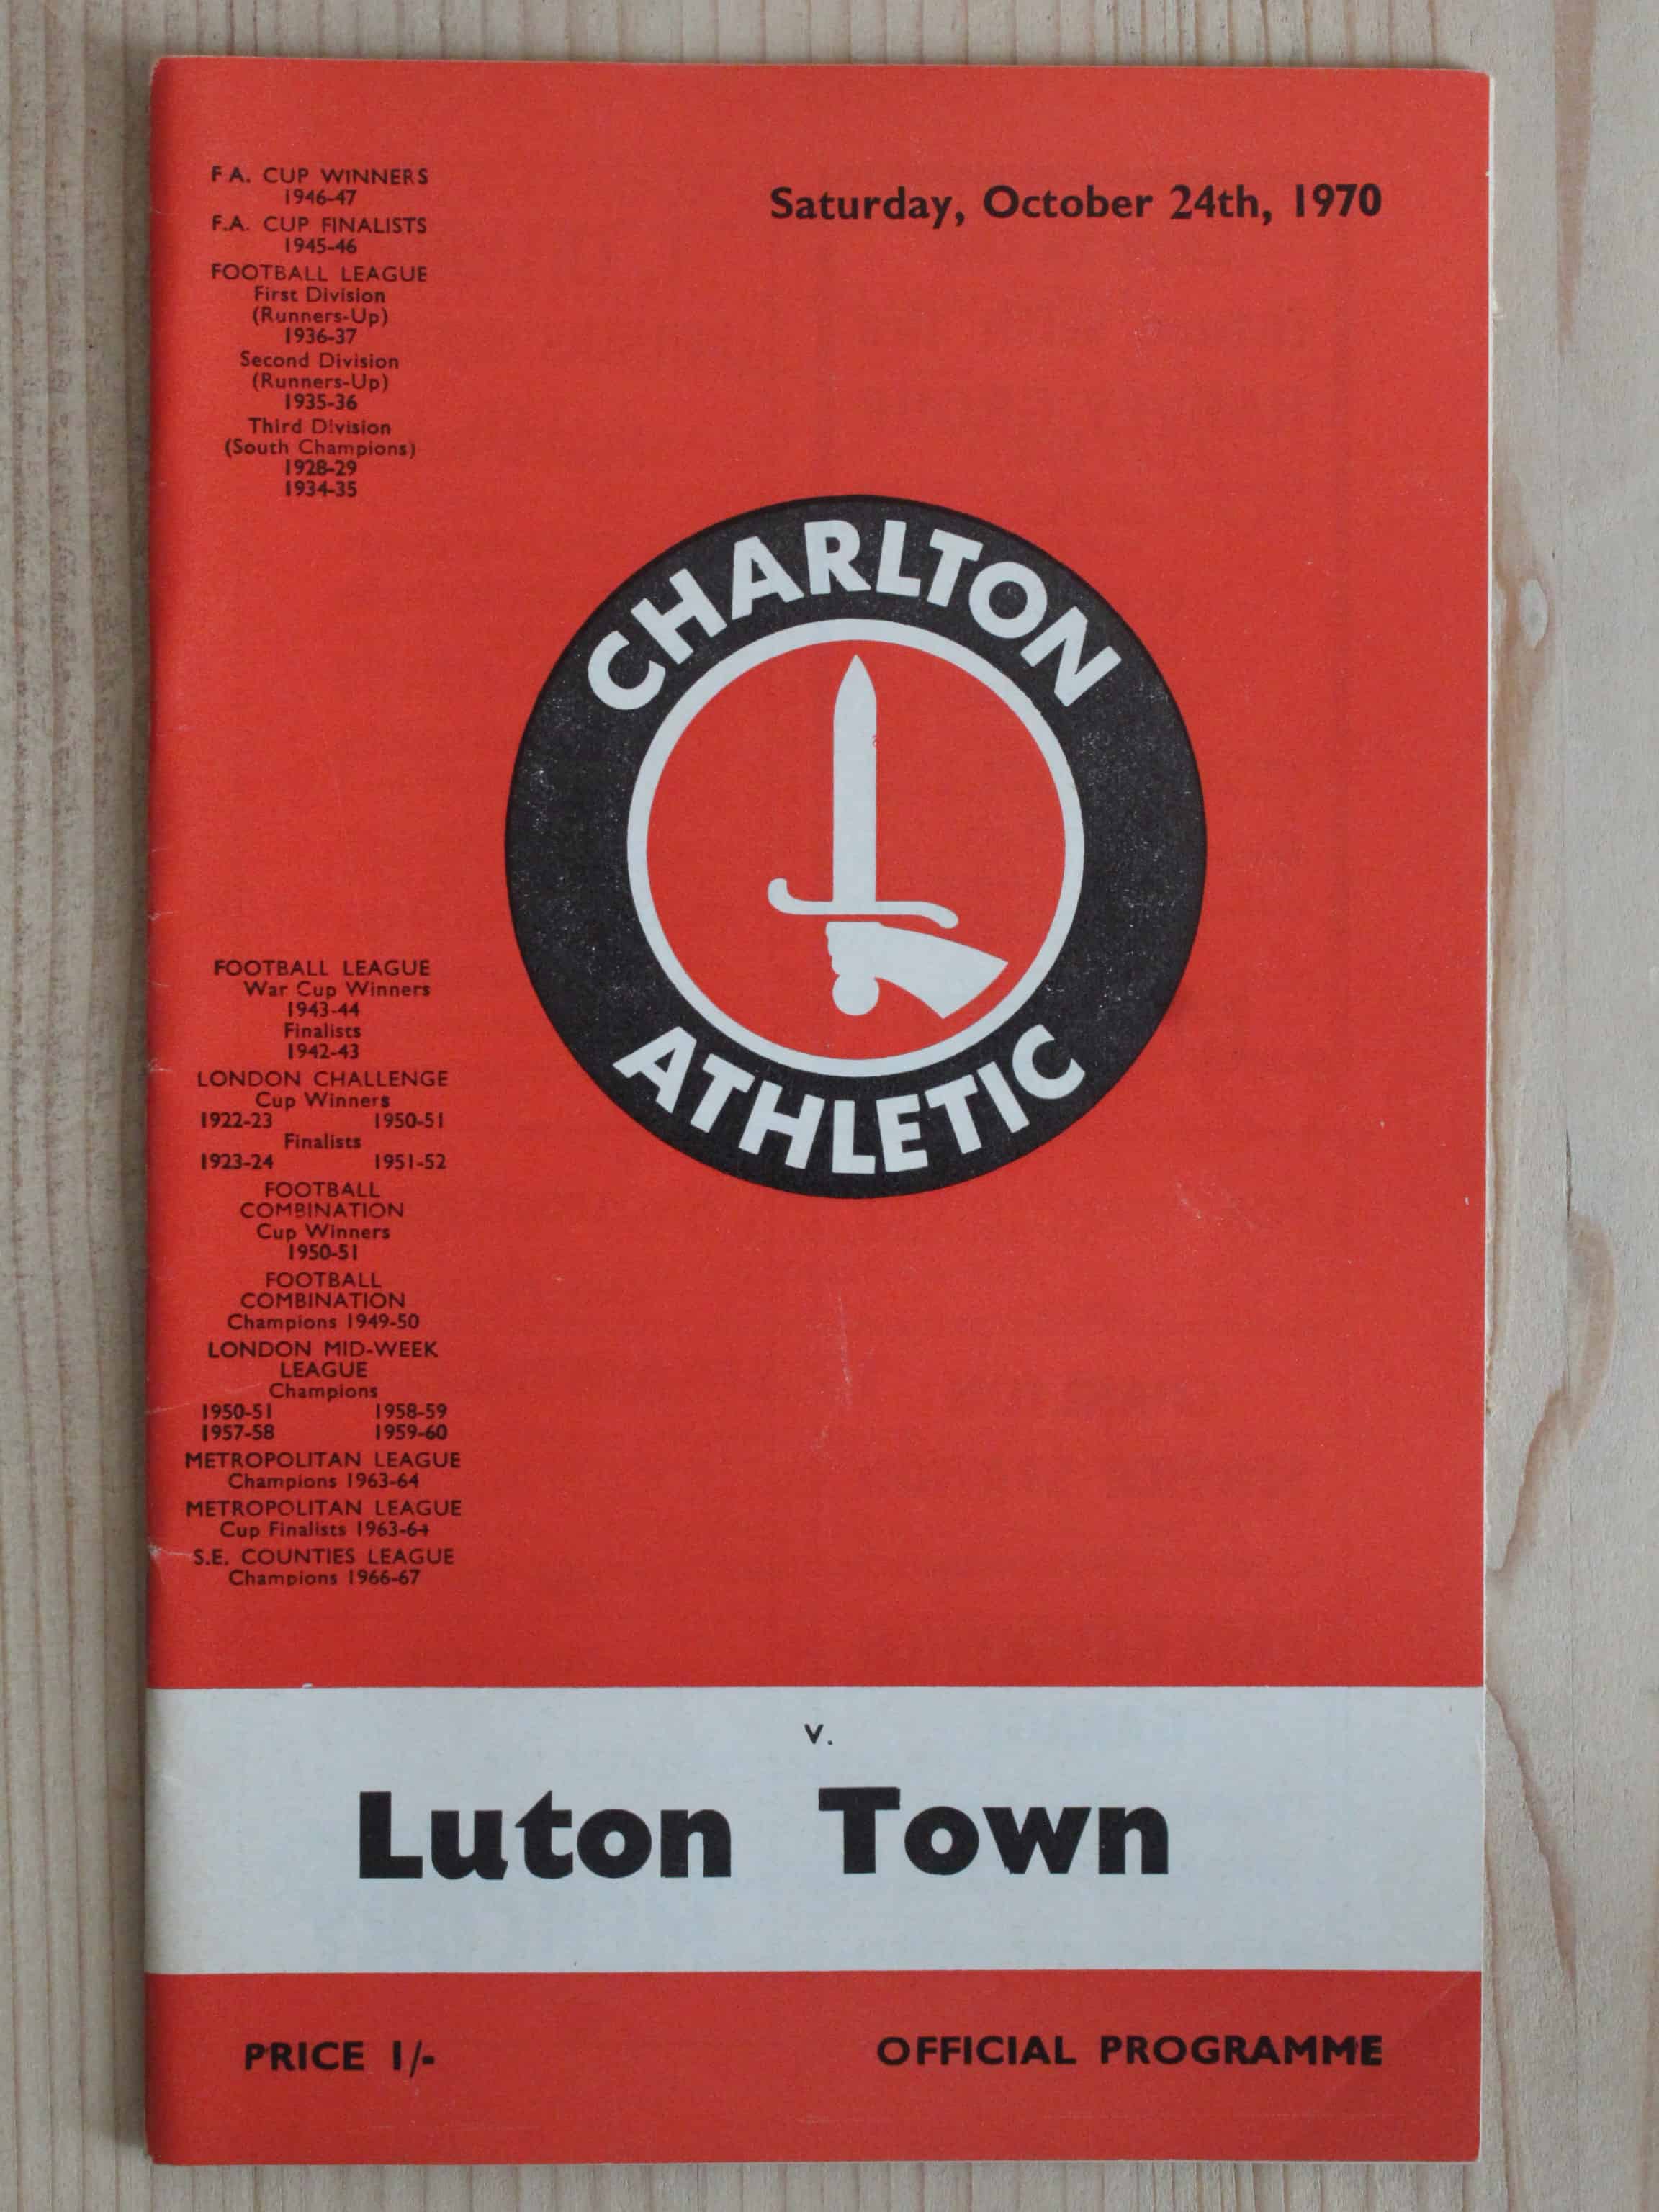 F A. CUP WINNERS
1946-47
F.A. CUP FINALISTS
1945-46
FOOTBALL LEAGUE
First Division
(Runners-Up)
1936-37
Second Division
(Runners-Up)
1935-36
Third Division
(South Champions)
1928-29
1934-35
Saturday, October 24th, 1970
CHARLTON
ATHLETIC
FOOTBALL LEAGUE
War Cup Winners
1943-44
Finalists
1942-43
LONDON CHALLENGE
Cup Winners
1922-23 1950-51
Finalists
1923-24 1951-52
FOOTBALL
COMBINATION
Cup Winners
1950-51
FOOTBALL
COMBINATION
Champions 1949-50
LONDON MID-WEEK
LEAGUE
Champions
1950-51 1958-59
1957-58 1959-60
METROPOLITAN LEAGUE
Champions 1963-64
METROPOLITAN LEAGUE
Cup Finalists 1963-64
S.E. COUNTIES LEAGUE
Champions 1966-67
v.
Luton Town
PRICE 1/- OFFICIAL PROGRAMME